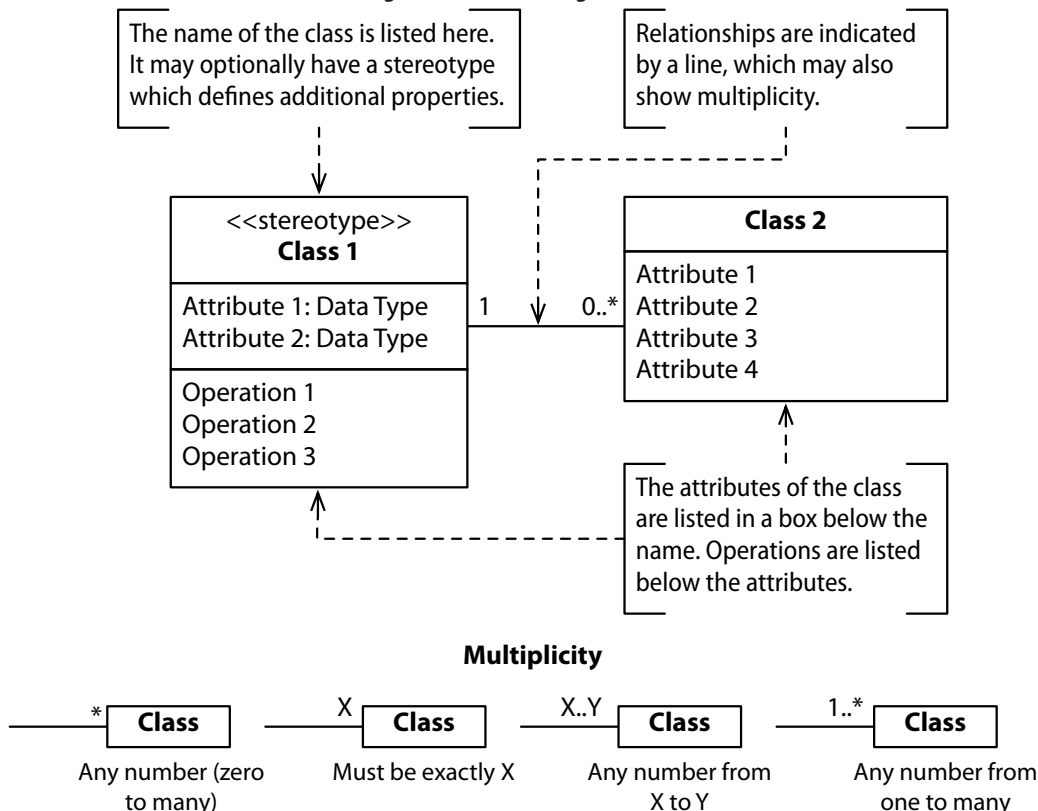 The name of the class is listed here.
It may optionally have a stereotype
which defines additional properties.
Relationships are indicated
by a line, which may also
show multiplicity.
<<stereotype>>
Class 1
Attribute 1: Data Type
Attribute 2: Data Type
Operation 1
Operation 2
Operation 3
1
0..*
Class 2
Attribute 1
Attribute 2
Attribute 3
Attribute 4
The attributes of the class
are listed in a box below the
name. Operations are listed
below the attributes.
Multiplicity
*
Class
Any number (zero
to many)
X
Class
Must be exactly X
X..Y
Class
Any number from
X to Y
1..*
Class
Any number from
one to many